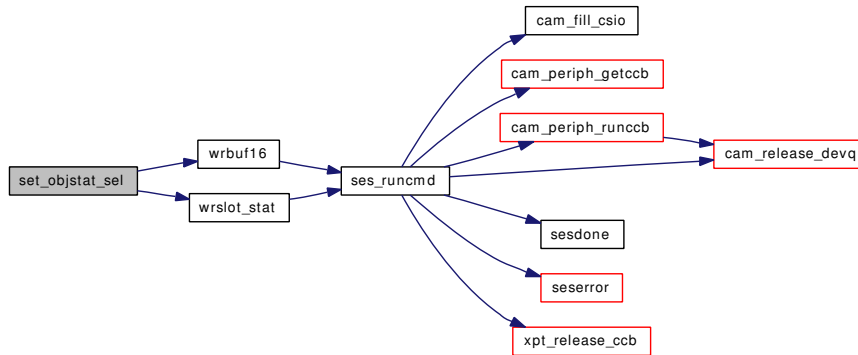 set_objstat_sel
wrbuf16
wrslot_stat
ses_runcmd
cam_fill_csio
cam_periph_getccb
cam_periph_runccb
cam_release_devq
sesdone
seserror
xpt_release_ccb